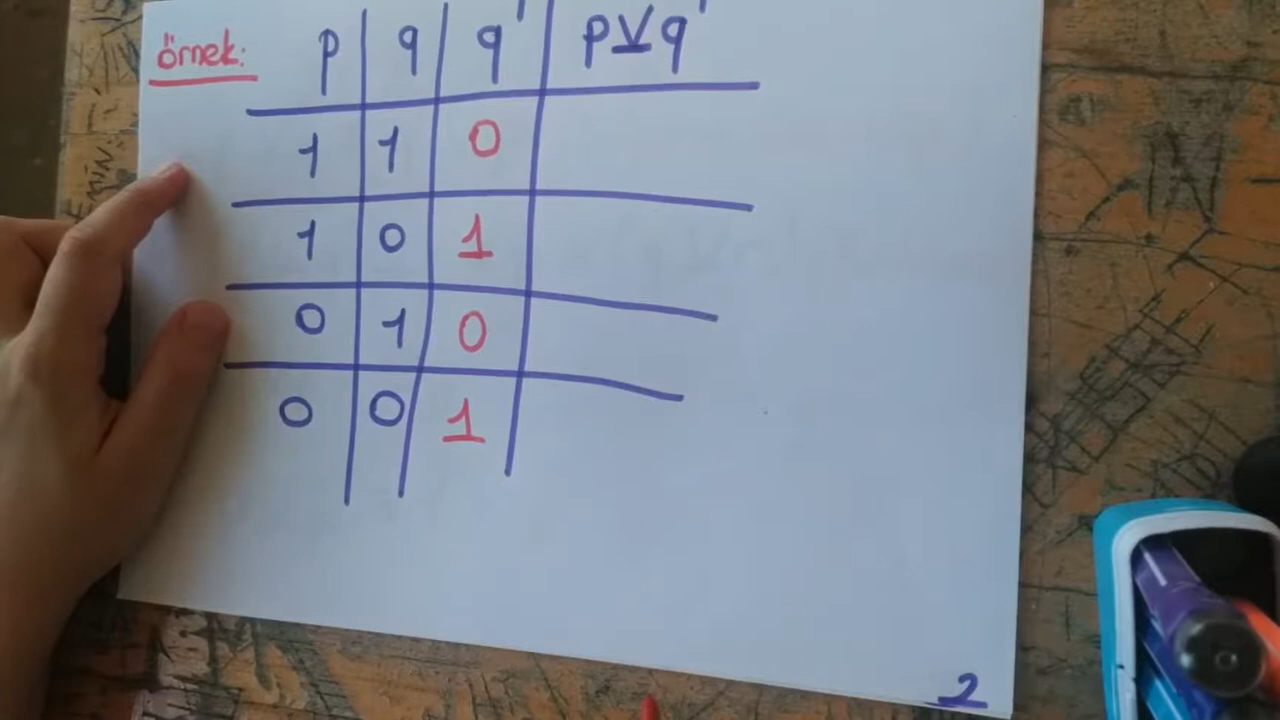 örnek: p q q' p⊻q'
1 1 0
1 0 1
0 1 0
0 0 1
2